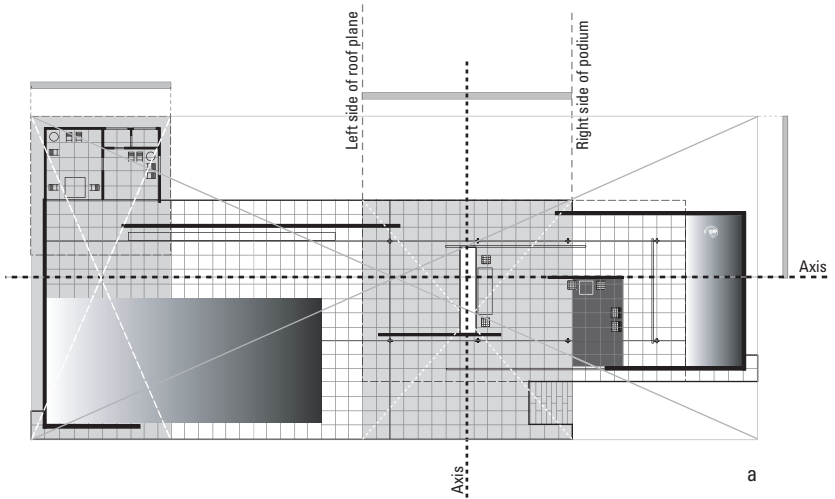 Left side of roof plane
Right side of podium
Axis
Axis
a